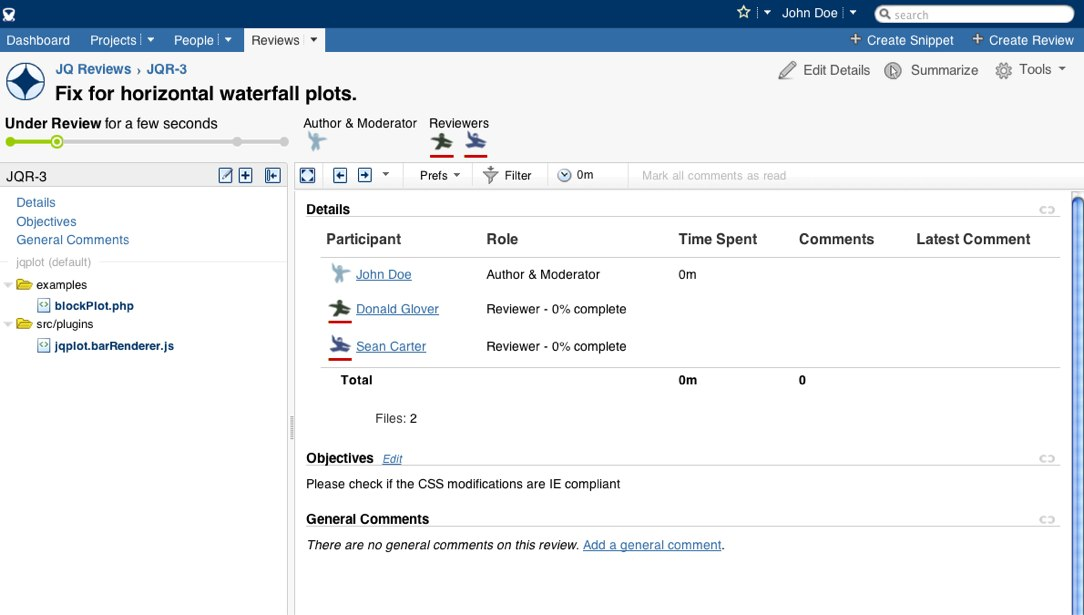 John Doe search
Dashboard Projects People Reviews + Create Snippet + Create Review
JQ Reviews › JQR-3
Fix for horizontal waterfall plots.
Edit Details Summarize Tools
Under Review for a few seconds
Author & Moderator Reviewers
JQR-3
Prefs Filter 0m Mark all comments as read
Details
Objectives
General Comments
jqplot (default)
examples
blockPlot.php
src/plugins
jqplot.barRenderer.js
Details
Participant Role Time Spent Comments Latest Comment
John Doe Author & Moderator 0m
Donald Glover Reviewer - 0% complete
Sean Carter Reviewer - 0% complete
Total 0m 0
Files: 2
Objectives Edit
Please check if the CSS modifications are IE compliant
General Comments
There are no general comments on this review. Add a general comment.